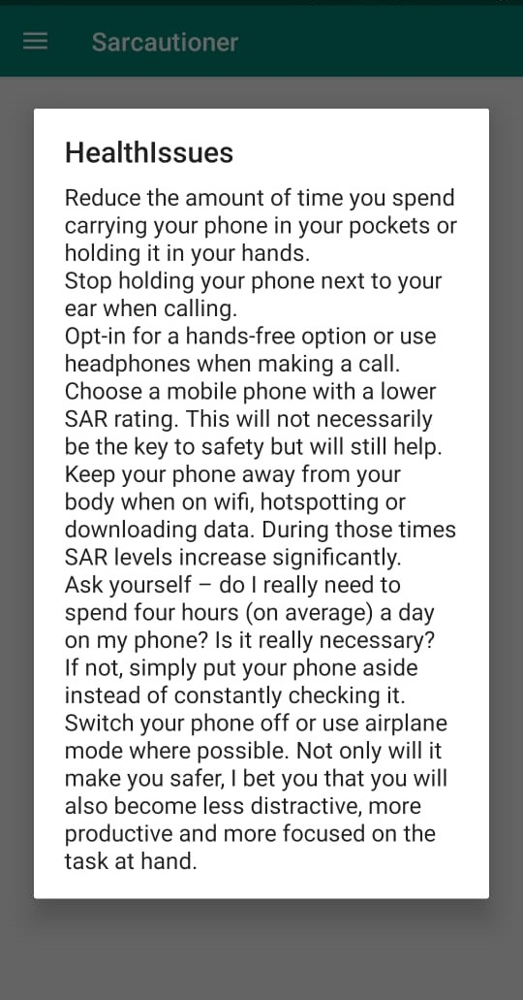 Sarcautioner
HealthIssues
Reduce the amount of time you spend
carrying your phone in your pockets or
holding it in your hands.
Stop holding your phone next to your
ear when calling.
Opt-in for a hands-free option or use
headphones when making a call.
Choose a mobile phone with a lower
SAR rating. This will not necessarily
be the key to safety but will still help.
Keep your phone away from your
body when on wifi, hotspotting or
downloading data. During those times
SAR levels increase significantly.
Ask yourself – do I really need to
spend four hours (on average) a day
on my phone? Is it really necessary?
If not, simply put your phone aside
instead of constantly checking it.
Switch your phone off or use airplane
mode where possible. Not only will it
make you safer, I bet you that you will
also become less distractive, more
productive and more focused on the
task at hand.